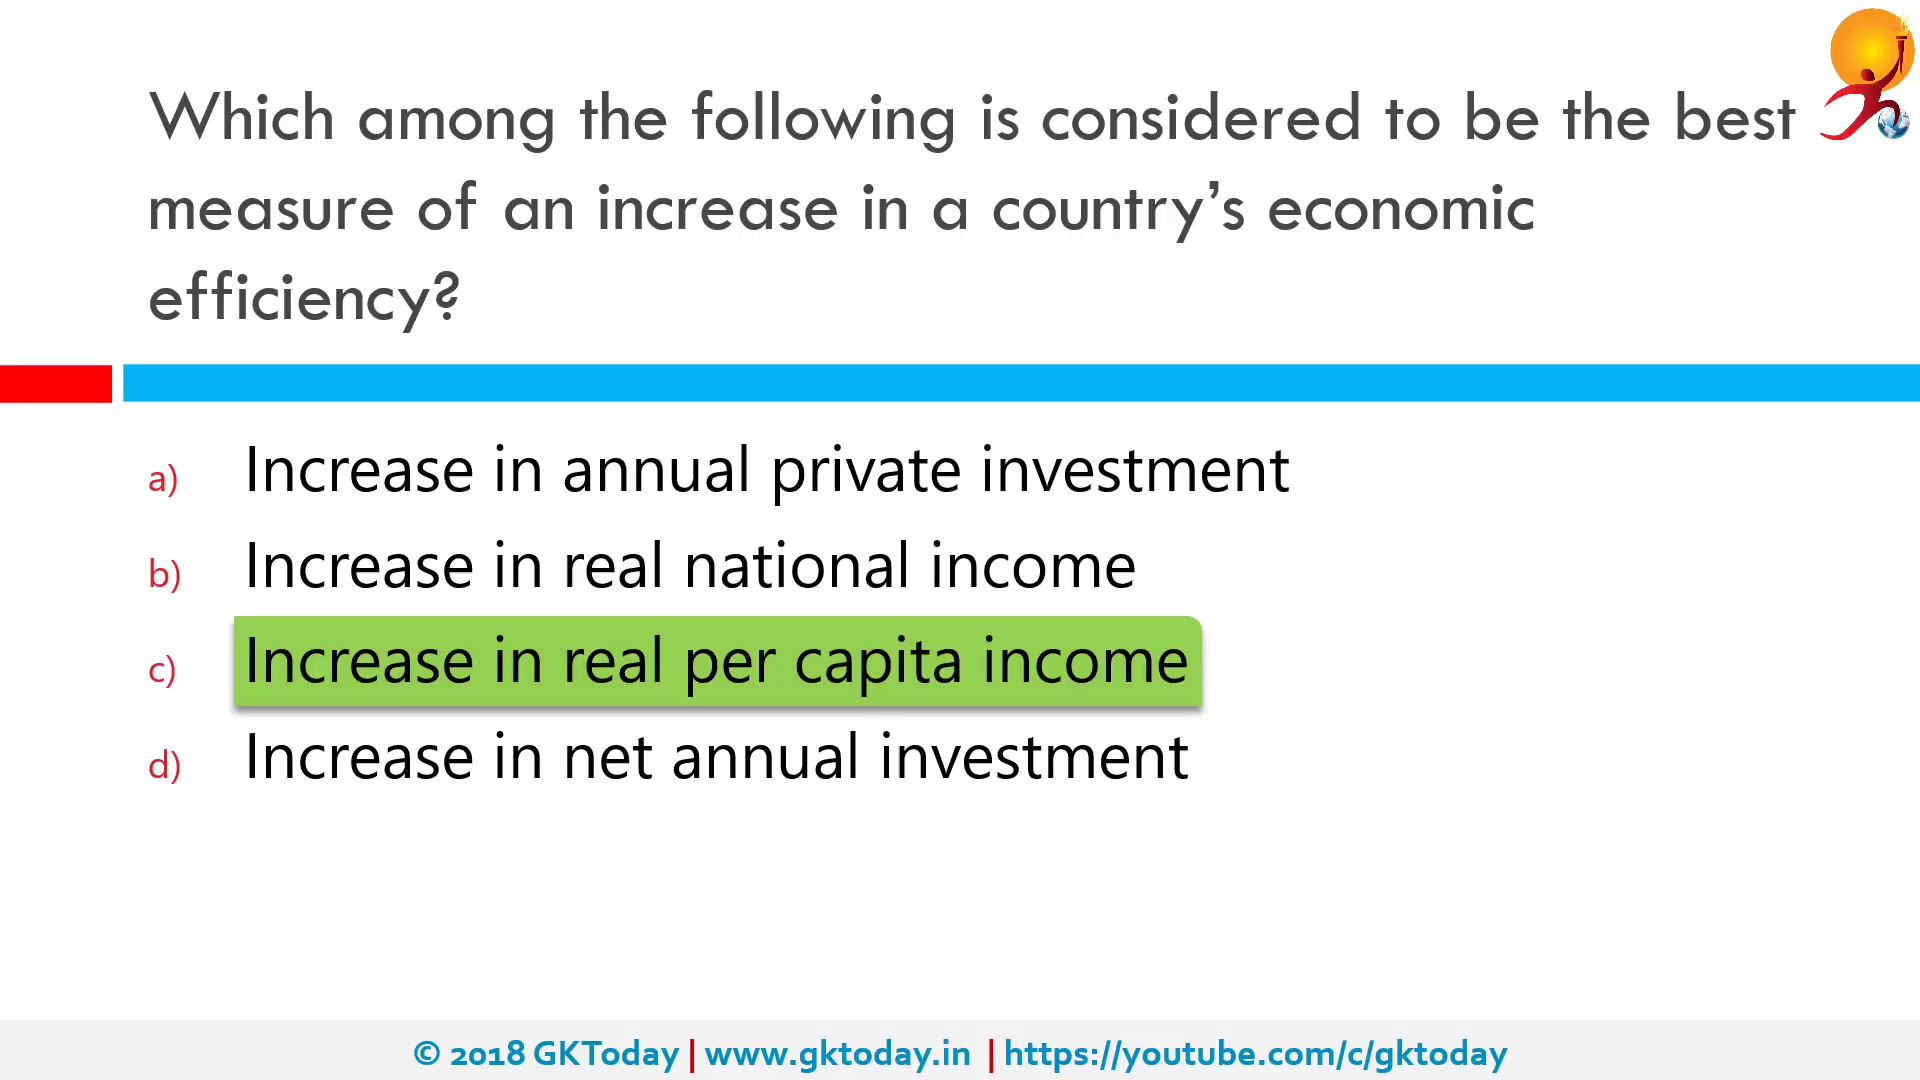 Which among the following is considered to be the best
measure of an increase in a country’s economic
efficiency?
a) Increase in annual private investment
b) Increase in real national income
c) Increase in real per capita income
d) Increase in net annual investment
© 2018 GKToday | www.gktoday.in | https://youtube.com/c/gktoday